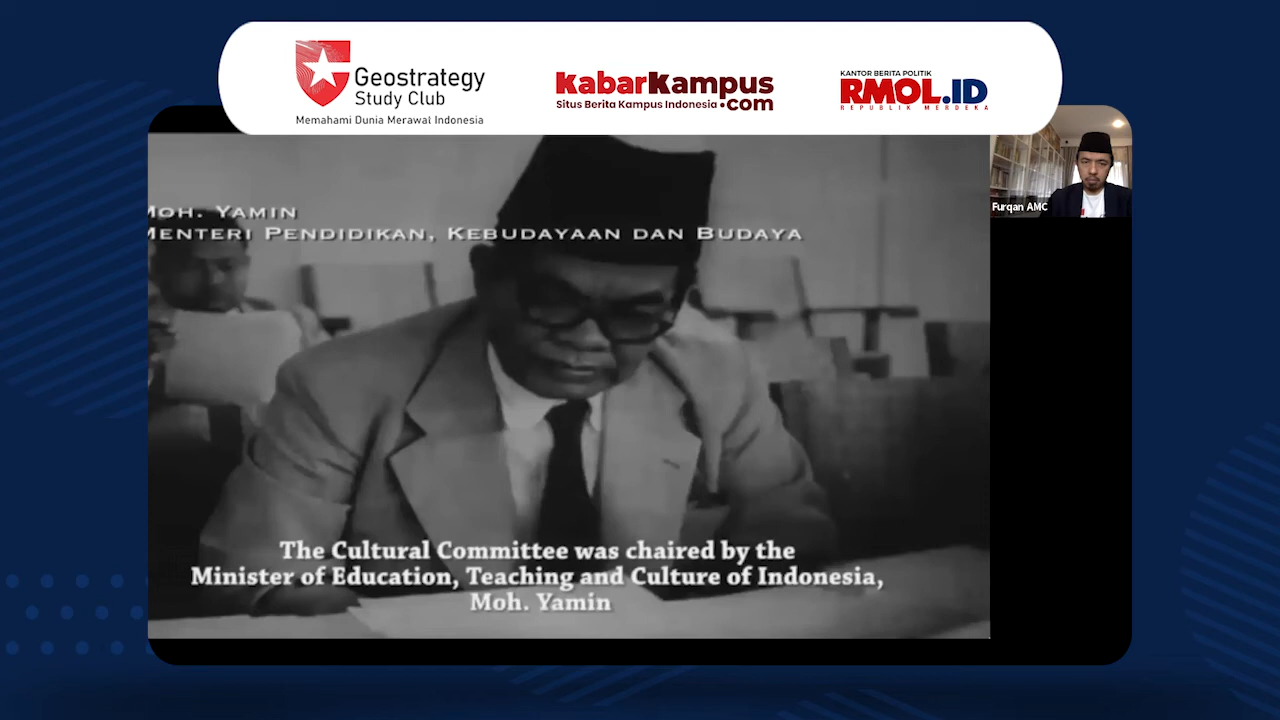 Geostrategy
Study Club
Memahami Dunia Merawat Indonesia
KabarKampus
Situs Berita Kampus Indonesia •com
KANTOR BERITA POLITIK
RMOL.ID
REPUBLIK MERDEKA
Furqan AMC
MOH. YAMIN
MENTERI PENDIDIKAN, KEBUDAYAAN DAN BUDAYA
The Cultural Committee was chaired by the
Minister of Education, Teaching and Culture of Indonesia,
Moh. Yamin